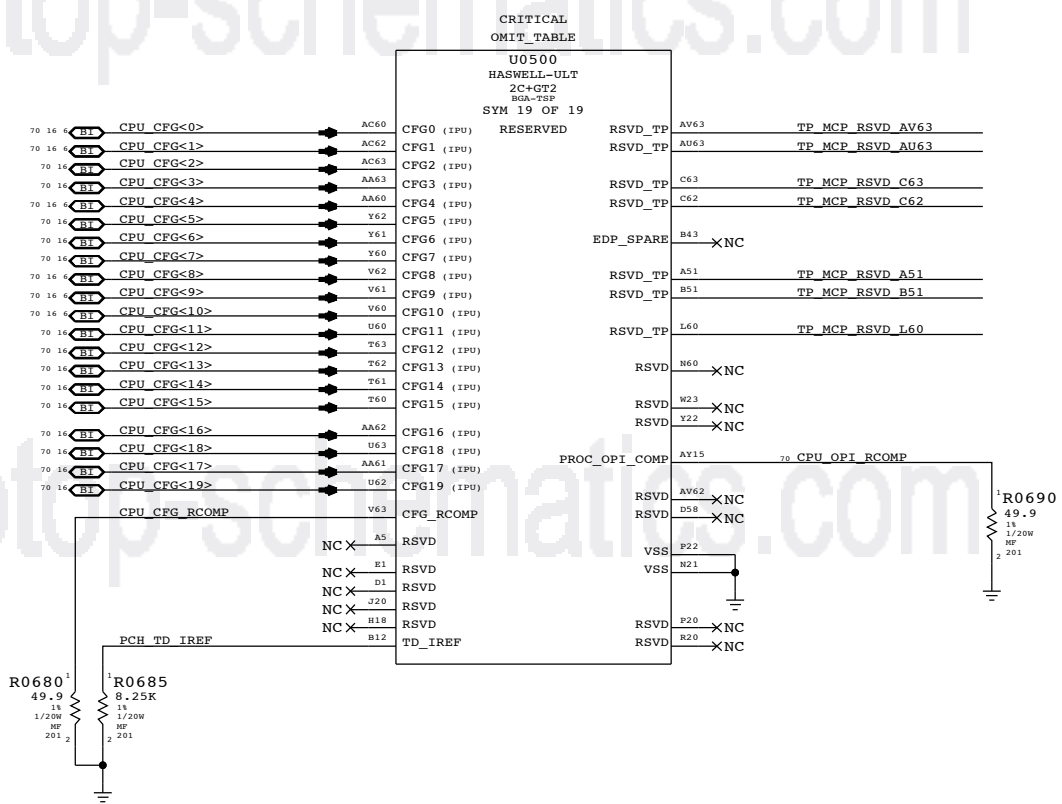 CRITICAL
OMIT_TABLE
U0500
HASWELL-ULT
2C+GT2
BGA-TSP
SYM 19 OF 19
RESERVED
70 16 6 BI CPU_CFG<0> AC60 CFG0 (IPU)
70 16 6 BI CPU_CFG<1> AC62 CFG1 (IPU)
70 16 BI CPU_CFG<2> AC63 CFG2 (IPU)
70 16 BI CPU_CFG<3> AA63 CFG3 (IPU)
70 16 6 BI CPU_CFG<4> AA60 CFG4 (IPU)
70 16 BI CPU_CFG<5> Y62 CFG5 (IPU)
70 16 BI CPU_CFG<6> Y61 CFG6 (IPU)
70 16 BI CPU_CFG<7> Y60 CFG7 (IPU)
70 16 6 BI CPU_CFG<8> V62 CFG8 (IPU)
70 16 6 BI CPU_CFG<9> V61 CFG9 (IPU)
70 16 6 BI CPU_CFG<10> V60 CFG10 (IPU)
70 16 BI CPU_CFG<11> U60 CFG11 (IPU)
70 16 BI CPU_CFG<12> T63 CFG12 (IPU)
70 16 BI CPU_CFG<13> T62 CFG13 (IPU)
70 16 BI CPU_CFG<14> T61 CFG14 (IPU)
70 16 BI CPU_CFG<15> T60 CFG15 (IPU)
70 16 BI CPU_CFG<16> AA62 CFG16 (IPU)
70 16 BI CPU_CFG<18> U63 CFG18 (IPU)
70 16 BI CPU_CFG<17> AA61 CFG17 (IPU)
70 16 BI CPU_CFG<19> U62 CFG19 (IPU)
CPU_CFG_RCOMP V63 CFG_RCOMP
NC A5 RSVD
NC E1 RSVD
NC D1 RSVD
NC J20 RSVD
NC H18 RSVD
PCH_TD_IREF B12 TD_IREF
RSVD_TP AV63 TP_MCP_RSVD_AV63
RSVD_TP AU63 TP_MCP_RSVD_AU63
RSVD_TP C63 TP_MCP_RSVD_C63
RSVD_TP C62 TP_MCP_RSVD_C62
EDP_SPARE B43 NC
RSVD_TP A51 TP_MCP_RSVD_A51
RSVD_TP B51 TP_MCP_RSVD_B51
RSVD_TP L60 TP_MCP_RSVD_L60
RSVD N60 NC
RSVD W23 NC
RSVD Y22 NC
PROC_OPI_COMP AY15 70 CPU_OPI_RCOMP
RSVD AV62 NC
RSVD D58 NC
VSS P22
VSS N21
RSVD P20 NC
RSVD R20 NC
1
R0690
49.9
1%
1/20W
MF
2 201
R0680 1
49.9
1%
1/20W
MF
201 2
1 R0685
8.25K
1%
1/20W
MF
2 201
top-schematics.com
top-schematics.com